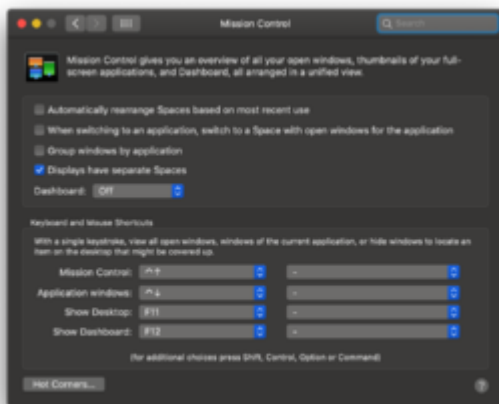 Mission Control
Search
Mission Control gives you an overview of all your open windows, thumbnails of your full-
screen applications, and Dashboard, all arranged in a unified view.
Automatically rearrange Spaces based on most recent use
When switching to an application, switch to a Space with open windows for the application
Group windows by application
Displays have separate Spaces
Dashboard: Off
Keyboard and Mouse Shortcuts
With a single keystroke, view all open windows, windows of the current application, or hide windows to locate an
item on the desktop that might be covered up.
Mission Control: ^↑ -
Application windows: ^↓ -
Show Desktop: F11 -
Show Dashboard: F12 -
(for additional choices press Shift, Control, Option or Command)
Hot Corners... ?